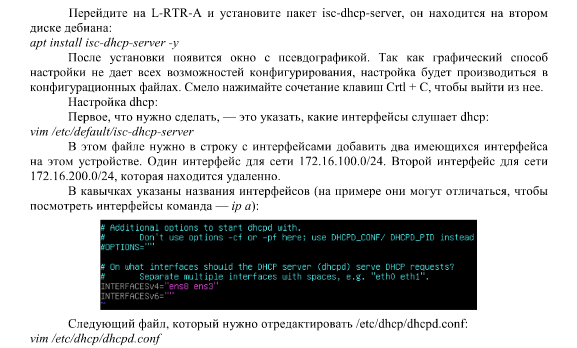 Перейдите на L-RTR-A и установите пакет isc-dhcp-server, он находится на втором
диске дебиана:
apt install isc-dhcp-server -y
После установки появится окно с псевдографикой. Так как графический способ
настройки не дает всех возможностей конфигурирования, настройка будет производиться в
конфигурационных файлах. Смело нажимайте сочетание клавиш Crtl + C, чтобы выйти из нее.
Настройка dhcp:
Первое, что нужно сделать, — это указать, какие интерфейсы слушает dhcp:
vim /etc/default/isc-dhcp-server
В этом файле нужно в строку с интерфейсами добавить два имеющихся интерфейса
на этом устройстве. Один интерфейс для сети 172.16.100.0/24. Второй интерфейс для сети
172.16.200.0/24, которая находится удаленно.
В кавычках указаны названия интерфейсов (на примере они могут отличаться, чтобы
посмотреть интерфейсы команда — ip a):
# Additional options to start dhcpd with.
#       Don't use options -cf or -pf here; use DHCPD_CONF/ DHCPD_PID instead
#OPTIONS=""
# On what interfaces should the DHCP server (dhcpd) serve DHCP requests?
#       Separate multiple interfaces with spaces, e.g. "eth0 eth1".
INTERFACESv4="ens8 ens3"
INTERFACESv6=""
~
Следующий файл, который нужно отредактировать /etc/dhcp/dhcpd.conf:
vim /etc/dhcp/dhcpd.conf